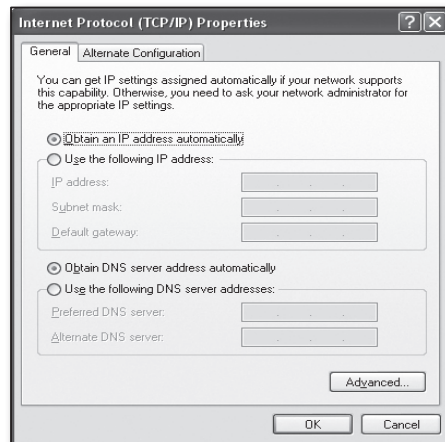 Internet Protocol (TCP/IP) Properties
General
Alternate Configuration
You can get IP settings assigned automatically if your network supports
this capability. Otherwise, you need to ask your network administrator for
the appropriate IP settings.
Obtain an IP address automatically
Use the following IP address:
IP address:
Subnet mask:
Default gateway:
Obtain DNS server address automatically
Use the following DNS server addresses:
Preferred DNS server:
Alternate DNS server:
Advanced...
OK
Cancel